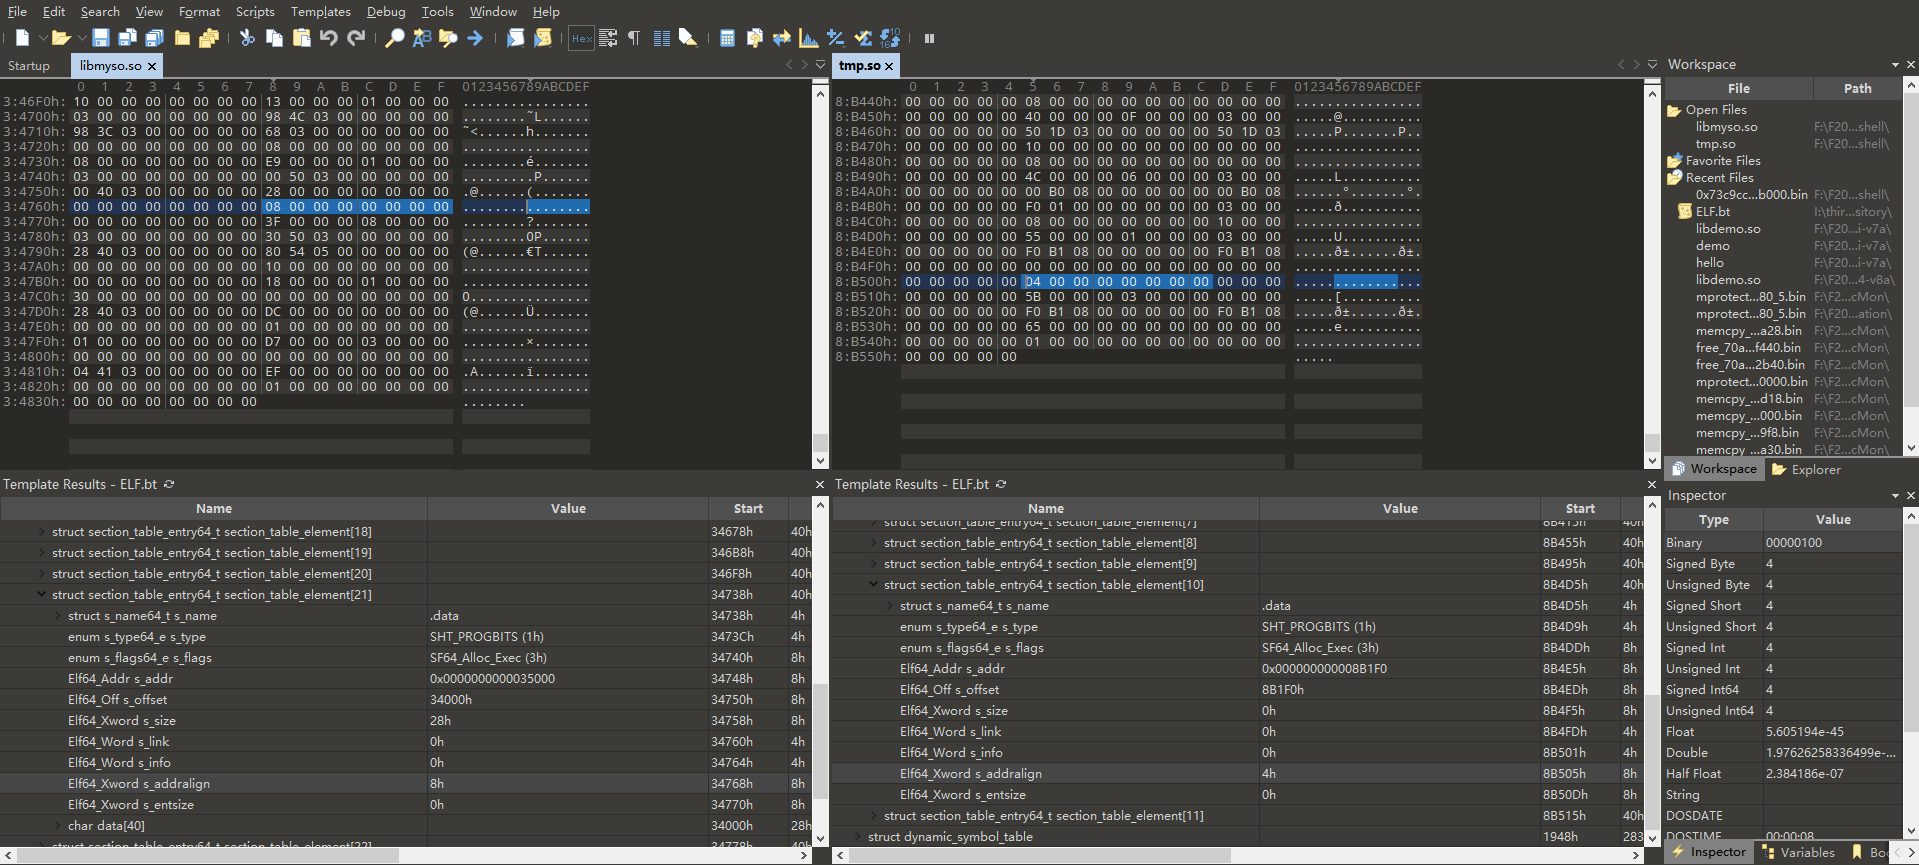 File Edit Search View Format Scripts Templates Debug Tools Window Help
Hex
Startup libmyso.so
0 1 2 3 4 5 6 7 8 9 A B C D E F 0123456789ABCDEF
3:46F0h: 10 00 00 00 00 00 00 00 13 00 00 00 01 00 00 00 ................
3:4700h: 03 00 00 00 00 00 00 00 98 4C 03 00 00 00 00 00 ........˜L......
3:4710h: 98 3C 03 00 00 00 00 00 68 03 00 00 00 00 00 00 ˜<......h.......
3:4720h: 00 00 00 00 00 00 00 00 08 00 00 00 00 00 00 00 ................
3:4730h: 08 00 00 00 00 00 00 00 E9 00 00 00 01 00 00 00 ........é.......
3:4740h: 03 00 00 00 00 00 00 00 00 50 03 00 00 00 00 00 .........P......
3:4750h: 00 40 03 00 00 00 00 00 28 00 00 00 00 00 00 00 .@......(.......
3:4760h: 00 00 00 00 00 00 00 00 08 00 00 00 00 00 00 00 ................
3:4770h: 00 00 00 00 00 00 00 00 3F 00 00 00 08 00 00 00 ........?.......
3:4780h: 03 00 00 00 00 00 00 00 30 50 03 00 00 00 00 00 ........0P......
3:4790h: 28 40 03 00 00 00 00 00 80 54 05 00 00 00 00 00 (@......€T......
3:47A0h: 00 00 00 00 00 00 00 00 10 00 00 00 00 00 00 00 ................
3:47B0h: 00 00 00 00 00 00 00 00 18 00 00 00 01 00 00 00 ................
3:47C0h: 30 00 00 00 00 00 00 00 00 00 00 00 00 00 00 00 0...............
3:47D0h: 28 40 03 00 00 00 00 00 DC 00 00 00 00 00 00 00 (@......Ü.......
3:47E0h: 00 00 00 00 00 00 00 00 01 00 00 00 00 00 00 00 ................
3:47F0h: 01 00 00 00 00 00 00 00 D7 00 00 00 03 00 00 00 ........×.......
3:4800h: 00 00 00 00 00 00 00 00 00 00 00 00 00 00 00 00 ................
3:4810h: 04 41 03 00 00 00 00 00 EF 00 00 00 00 00 00 00 .A......ï.......
3:4820h: 00 00 00 00 00 00 00 00 01 00 00 00 00 00 00 00 ................
3:4830h: 00 00 00 00 00 00 00 00 ........
Template Results - ELF.bt
Name Value Start
struct section_table_entry64_t section_table_element[18] 34678h 40h
struct section_table_entry64_t section_table_element[19] 346B8h 40h
struct section_table_entry64_t section_table_element[20] 346F8h 40h
struct section_table_entry64_t section_table_element[21] 34738h 40h
struct s_name64_t s_name .data 34738h 4h
enum s_type64_e s_type SHT_PROGBITS (1h) 3473Ch 4h
enum s_flags64_e s_flags SF64_Alloc_Exec (3h) 34740h 8h
Elf64_Addr s_addr 0x0000000000035000 34748h 8h
Elf64_Off s_offset 34000h 34750h 8h
Elf64_Xword s_size 28h 34758h 8h
Elf64_Word s_link 0h 34760h 4h
Elf64_Word s_info 0h 34764h 4h
Elf64_Xword s_addralign 8h 34768h 8h
Elf64_Xword s_entsize 0h 34770h 8h
char data[40] 34000h 28h
struct section_table_entry64_t section_table_element[22] 34778h 40h
tmp.so
0 1 2 3 4 5 6 7 8 9 A B C D E F 0123456789ABCDEF
8:B440h: 00 00 00 00 00 08 00 00 00 00 00 00 00 00 00 00 ................
8:B450h: 00 00 00 00 00 40 00 00 00 0F 00 00 00 03 00 00 .....@..........
8:B460h: 00 00 00 00 00 50 1D 03 00 00 00 00 00 50 1D 03 .....P.......P..
8:B470h: 00 00 00 00 00 10 00 00 00 00 00 00 00 00 00 00 ................
8:B480h: 00 00 00 00 00 08 00 00 00 00 00 00 00 00 00 00 ................
8:B490h: 00 00 00 00 00 4C 00 00 00 06 00 00 00 03 00 00 .....L..........
8:B4A0h: 00 00 00 00 00 00 B0 08 00 00 00 00 00 00 B0 08 ......°.......°.
8:B4B0h: 00 00 00 00 00 F0 01 00 00 00 00 00 00 03 00 00 .....ð..........
8:B4C0h: 00 00 00 00 00 08 00 00 00 00 00 00 00 10 00 00 ................
8:B4D0h: 00 00 00 00 00 55 00 00 00 01 00 00 00 03 00 00 .....U..........
8:B4E0h: 00 00 00 00 00 F0 B1 08 00 00 00 00 00 F0 B1 08 .....ð±......ð±.
8:B4F0h: 00 00 00 00 00 00 00 00 00 00 00 00 00 00 00 00 ................
8:B500h: 00 00 00 00 00 04 00 00 00 00 00 00 00 00 00 00 ................
8:B510h: 00 00 00 00 00 5B 00 00 00 03 00 00 00 00 00 00 .....[..........
8:B520h: 00 00 00 00 00 F0 B1 08 00 00 00 00 00 F0 B1 08 .....ð±......ð±.
8:B530h: 00 00 00 00 00 65 00 00 00 00 00 00 00 00 00 00 .....e..........
8:B540h: 00 00 00 00 00 01 00 00 00 00 00 00 00 00 00 00 ................
8:B550h: 00 00 00 00 00 .....
Template Results - ELF.bt
Name Value Start
struct section_table_entry64_t section_table_element[7] 8B415h 40h
struct section_table_entry64_t section_table_element[8] 8B455h 40h
struct section_table_entry64_t section_table_element[9] 8B495h 40h
struct section_table_entry64_t section_table_element[10] 8B4D5h 40h
struct s_name64_t s_name .data 8B4D5h 4h
enum s_type64_e s_type SHT_PROGBITS (1h) 8B4D9h 4h
enum s_flags64_e s_flags SF64_Alloc_Exec (3h) 8B4DDh 8h
Elf64_Addr s_addr 0x000000000008B1F0 8B4E5h 8h
Elf64_Off s_offset 8B1F0h 8B4EDh 8h
Elf64_Xword s_size 0h 8B4F5h 8h
Elf64_Word s_link 0h 8B4FDh 4h
Elf64_Word s_info 0h 8B501h 4h
Elf64_Xword s_addralign 4h 8B505h 8h
Elf64_Xword s_entsize 0h 8B50Dh 8h
struct section_table_entry64_t section_table_element[11] 8B515h 40h
struct dynamic_symbol_table 1948h 283
Workspace
File Path
Open Files
libmyso.so F:\F20...shell\
tmp.so F:\F20...shell\
Favorite Files
Recent Files
0x73c9cc...b000.bin F:\F20...shell\
ELF.bt I:\thir...sitory\
libdemo.so F:\F20...i-v7a\
demo F:\F20...i-v7a\
hello F:\F20...i-v7a\
libdemo.so F:\F20...4-v8a\
mprotect...80_5.bin F:\F2...cMon\
mprotect...80_5.bin F:\F20...ation\
memcpy_...a28.bin F:\F2...cMon\
free_70a...f440.bin F:\F2...cMon\
free_70a...2b40.bin F:\F2...cMon\
mprotect...0000.bin F:\F2...cMon\
memcpy_...d18.bin F:\F2...cMon\
memcpy_...000.bin F:\F2...cMon\
memcpy_...9f8.bin F:\F2...cMon\
memcpy_...a30.bin F:\F2...cMon\
Workspace Explorer
Inspector
Type Value
Binary 00000100
Signed Byte 4
Unsigned Byte 4
Signed Short 4
Unsigned Short 4
Signed Int 4
Unsigned Int 4
Signed Int64 4
Unsigned Int64 4
Float 5.605194e-45
Double 1.97626258336499e-...
Half Float 2.384186e-07
String
DOSDATE
DOSTIME 00:00:08
Inspector Variables Boo